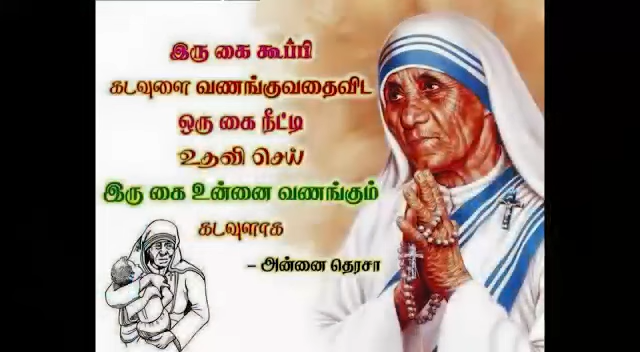 இரு கை கூப்பி
கடவுளை வணங்குவதைவிட
ஒரு கை நீட்டி
உதவி செய்
இரு கை உன்னை வணங்கும்
கடவுளாக
– அன்னை தெரசா